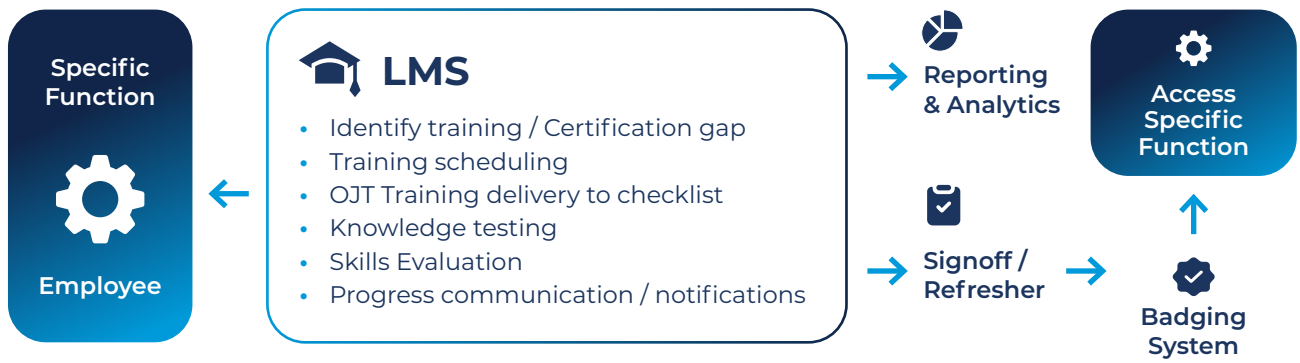 Specific
Function
Employee
LMS
• Identify training / Certification gap
• Training scheduling
• OJT Training delivery to checklist
• Knowledge testing
• Skills Evaluation
• Progress communication / notifications
Reporting
& Analytics
Signoff /
Refresher
Access
Specific
Function
Badging
System